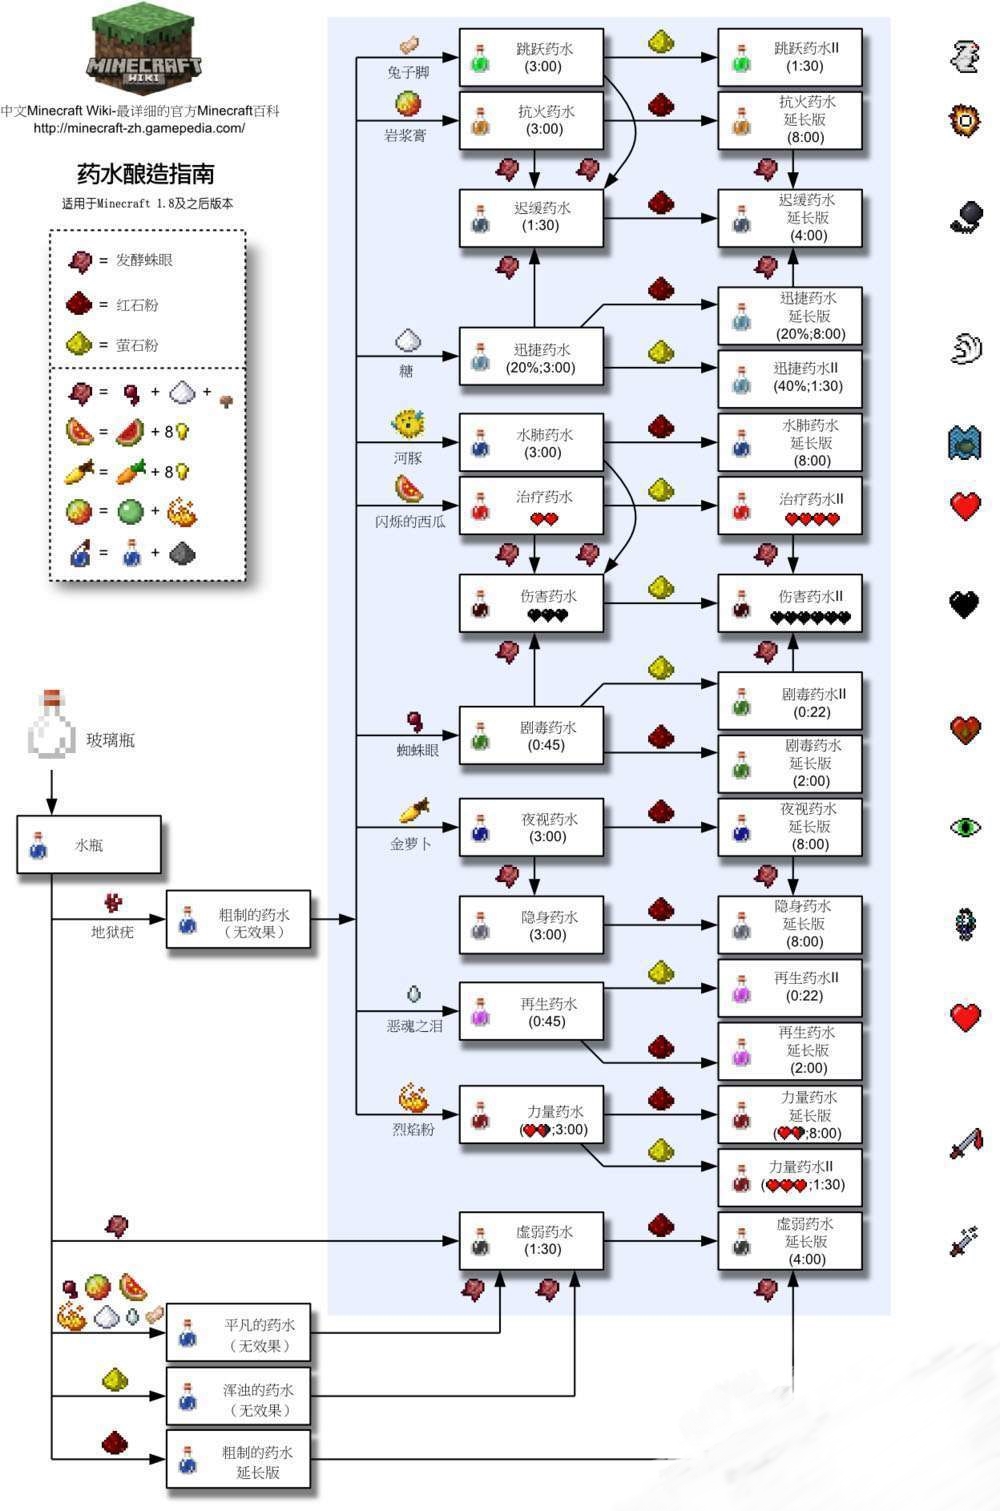 MINECRAFT
WIKI
中文Minecraft Wiki-最详细的官方Minecraft百科
http://minecraft-zh.gamepedia.com/
药水酿造指南
适用于Minecraft 1.8及之后版本
= 发酵蛛眼
= 红石粉
= 萤石粉
= + +
= + 8
= + 8
= +
= +
玻璃瓶
水瓶
地狱疣
粗制的药水
（无效果）
兔子脚
跳跃药水
(3:00)
跳跃药水II
(1:30)
岩浆膏
抗火药水
(3:00)
抗火药水
延长版
(8:00)
迟缓药水
(1:30)
迟缓药水
延长版
(4:00)
糖
迅捷药水
(20%;3:00)
迅捷药水
延长版
(20%;8:00)
迅捷药水II
(40%;1:30)
河豚
水肺药水
(3:00)
水肺药水
延长版
(8:00)
闪烁的西瓜
治疗药水
治疗药水II
伤害药水
伤害药水II
蜘蛛眼
剧毒药水
(0:45)
剧毒药水II
(0:22)
剧毒药水
延长版
(2:00)
金萝卜
夜视药水
(3:00)
夜视药水
延长版
(8:00)
隐身药水
(3:00)
隐身药水
延长版
(8:00)
恶魂之泪
再生药水
(0:45)
再生药水II
(0:22)
再生药水
延长版
(2:00)
烈焰粉
力量药水
( ;3:00)
力量药水
延长版
( ;8:00)
力量药水II
( ;1:30)
虚弱药水
(1:30)
虚弱药水
延长版
(4:00)
平凡的药水
（无效果）
浑浊的药水
（无效果）
粗制的药水
延长版